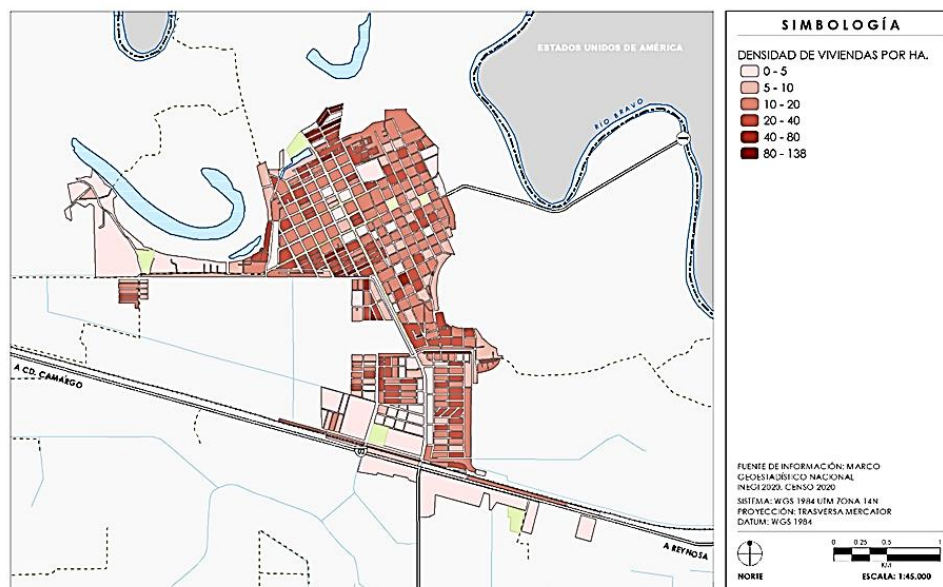 ESTADOS UNIDOS DE AMÉRICA
RÍO BRAVO
A CD. CAMARGO
A REYNOSA
SIMBOLOGÍA
DENSIDAD DE VIVIENDAS POR HA.
0 - 5
5 - 10
10 - 20
20 - 40
40 - 80
80 - 138
FUENTE DE INFORMACIÓN: MARCO
GEOESTADÍSTICO NACIONAL
INEGI 2020. CENSO 2020
SISTEMA: WGS 1984 UTM ZONA 14N
PROYECCIÓN: TRASVERSA MERCATOR
DATUM: WGS 1984
NORTE
0 0.25 0.5 1
KM
ESCALA: 1:45,000